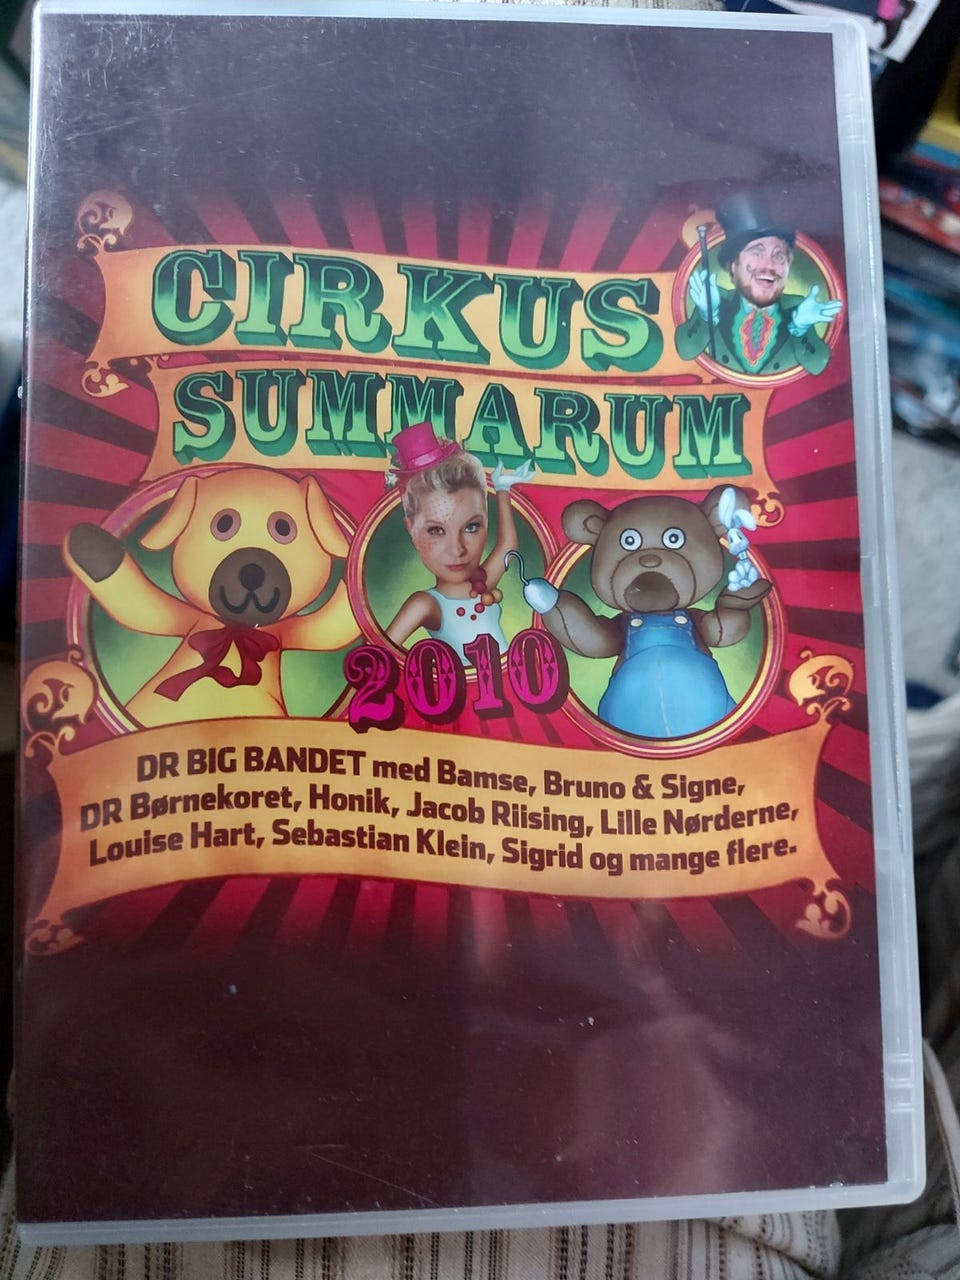 CIRKUS
SUMMARUM
2010
DR BIG BANDET med Bamse, Bruno & Signe,
DR Børnekoret, Honik, Jacob Riising, Lille Nørderne,
Louise Hart, Sebastian Klein, Sigrid og mange flere.